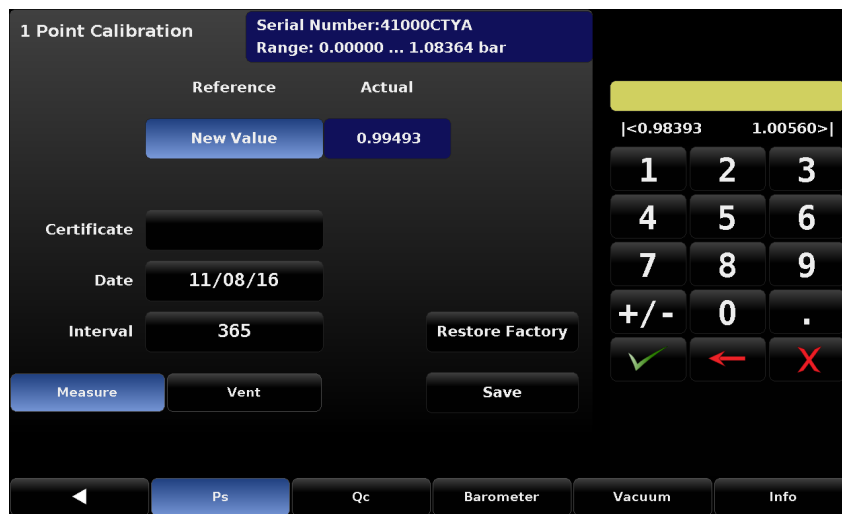 1 Point Calibration
Serial Number:41000CTYA
Range: 0.00000 ... 1.08364 bar
Reference Actual
New Value 0.99493
Certificate
Date 11/08/16
Interval 365 Restore Factory
Measure Vent Save
|<0.98393 1.00560>|
1 2 3
4 5 6
7 8 9
+/- 0 .
X
Ps Qc Barometer Vacuum Info